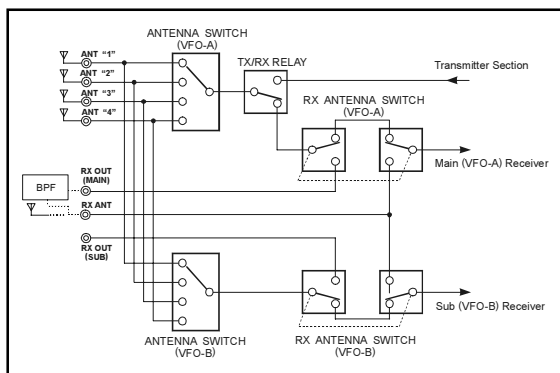 ANTENNA SWITCH
(VFO-A)
ANT “1”
ANT “2”
ANT “3”
ANT “4”
TX/RX RELAY
Transmitter Section
RX ANTENNA SWITCH
(VFO-A)
Main (VFO-A) Receiver
RX OUT
(MAIN)
BPF
RX ANT
RX OUT
(SUB)
Sub (VFO-B) Receiver
ANTENNA SWITCH
(VFO-B)
RX ANTENNA SWITCH
(VFO-B)